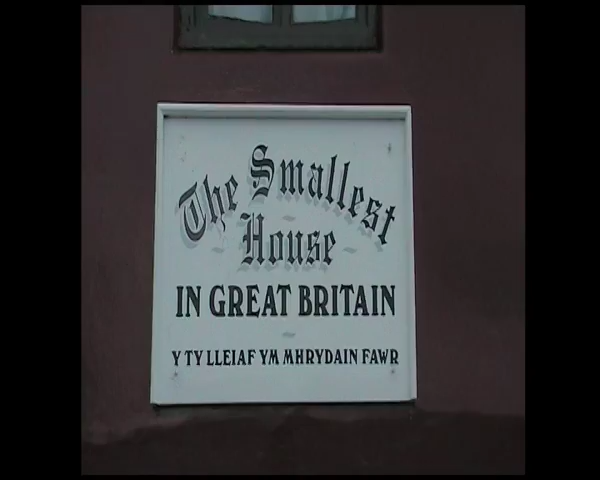 The Smallest
House
IN GREAT BRITAIN
Y TY LLEIAF YM MHRYDAIN FAWR